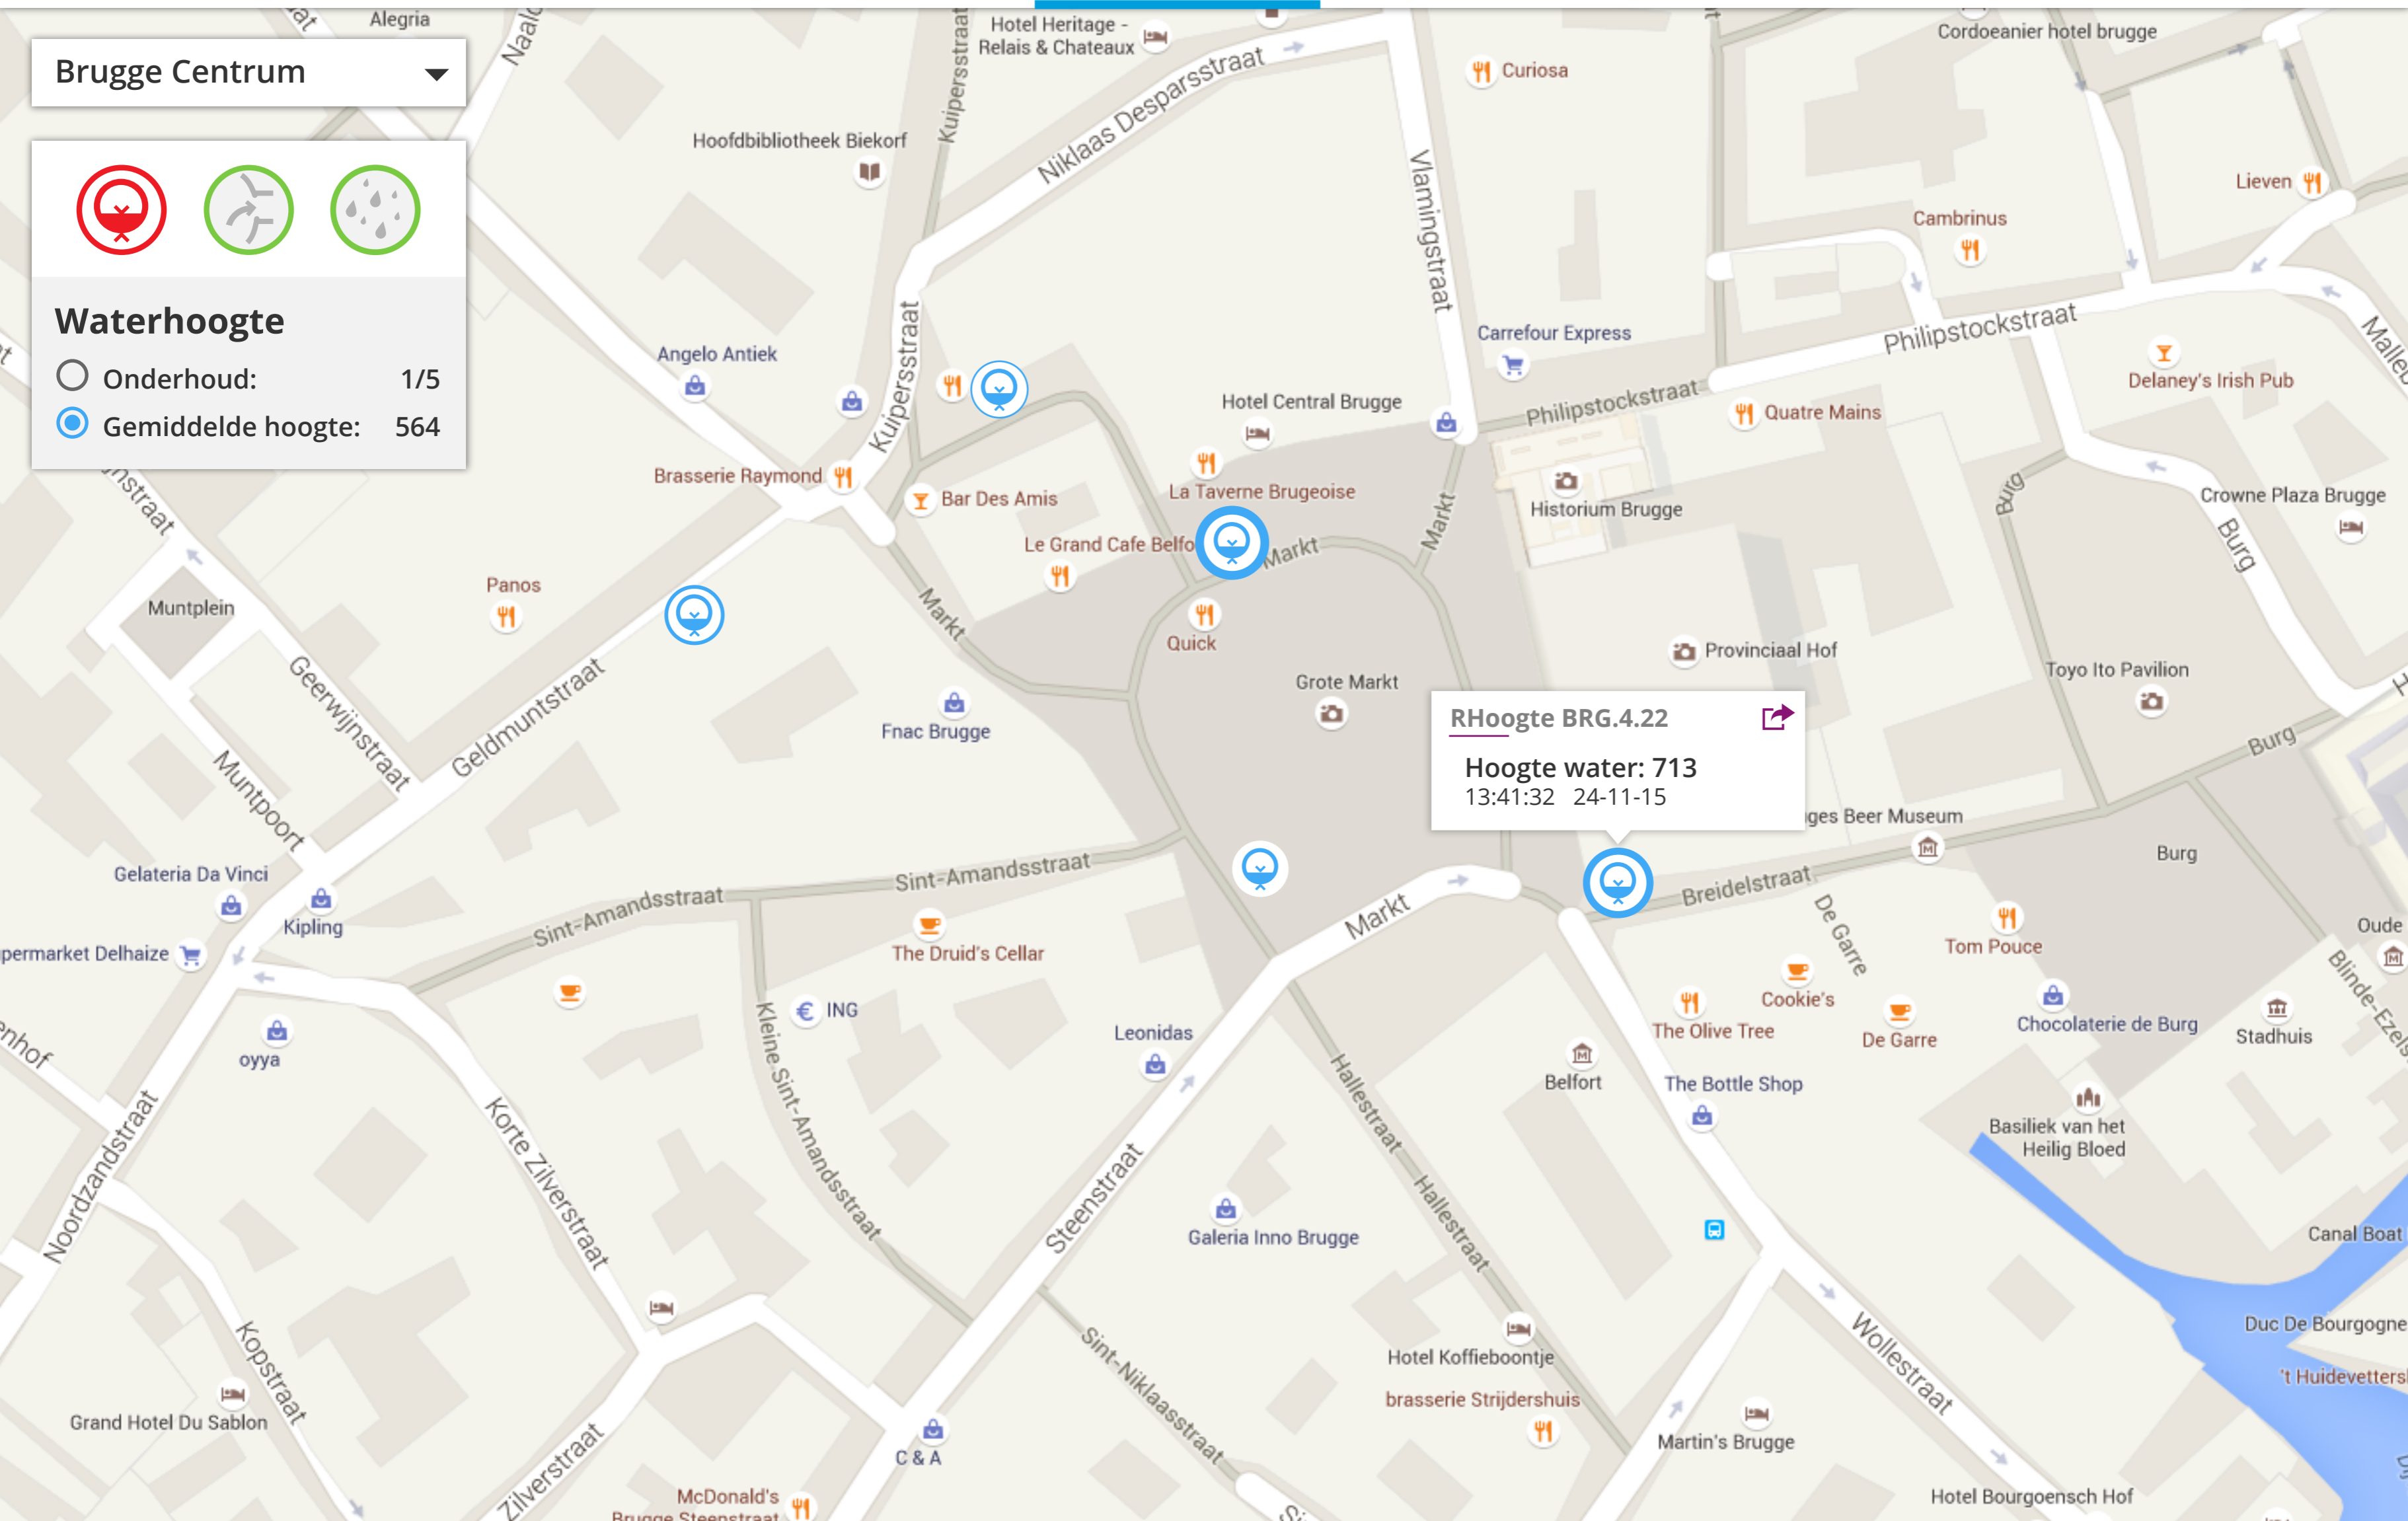 Brugge Centrum
Waterhoogte
Onderhoud: 1/5
Gemiddelde hoogte: 564
RHoogte BRG.4.22
Hoogte water: 713
13:41:32 24-11-15
Alegria
Hotel Heritage -
Relais & Chateaux
Kuipersstraat
Niklaas Desparsstraat
Curiosa
Cordoeanier hotel brugge
Hoofdbibliotheek Biekorf
Vlamingstraat
Lieven
Cambrinus
Philipstockstraat
Carrefour Express
Angelo Antiek
Kuipersstraat
Delaney's Irish Pub
Hotel Central Brugge
Philipstockstraat
Quatre Mains
Brasserie Raymond
Bar Des Amis
La Taverne Brugeoise
Markt
Historium Brugge
Burg
Crowne Plaza Brugge
Burg
Le Grand Cafe Belfo
Markt
Panos
Muntplein
Markt
Quick
Geerwijnstraat
Geldmuntstraat
Grote Markt
Provinciaal Hof
Toyo Ito Pavilion
Fnac Brugge
Burg
Muntpoort
ges Beer Museum
Burg
Gelateria Da Vinci
Kipling
Sint-Amandsstraat
Sint-Amandsstraat
Markt
Breidelstraat
De Garre
Tom Pouce
Oude
permarket Delhaize
The Druid's Cellar
Cookie's
ING
Kleine Sint-Amandsstraat
The Olive Tree
De Garre
Chocolaterie de Burg
Stadhuis
Blinde-Ezels
oyya
enhof
Leonidas
Hallestraat
Belfort
The Bottle Shop
Basiliek van het
Heilig Bloed
Noordzandstraat
Korte Zilverstraat
Steenstraat
Hallestraat
Galeria Inno Brugge
Canal Boat
Duc De Bourgogne
Kopstraat
Sint-Niklaasstraat
Hotel Koffieboontje
Wollestraat
't Huidevetters
brasserie Strijdershuis
Grand Hotel Du Sablon
Martin's Brugge
C & A
Zilverstraat
McDonald's
Brugge Steenstraat
Hotel Bourgoensch Hof